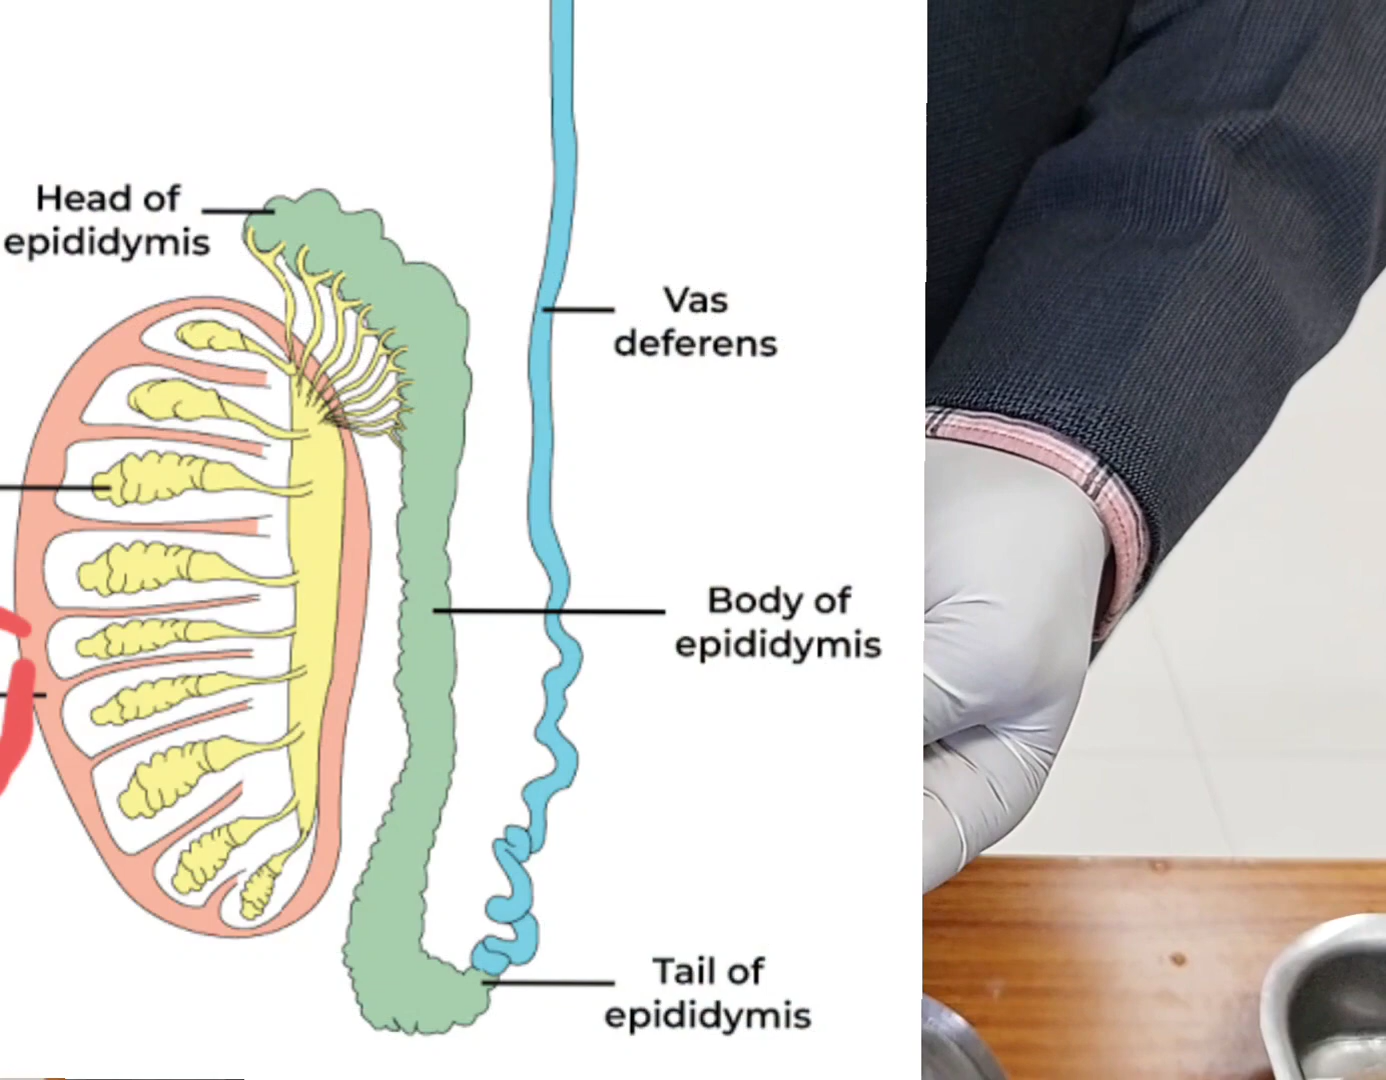 Head of
epididymis
Vas
deferens
Body of
epididymis
Tail of
epididymis